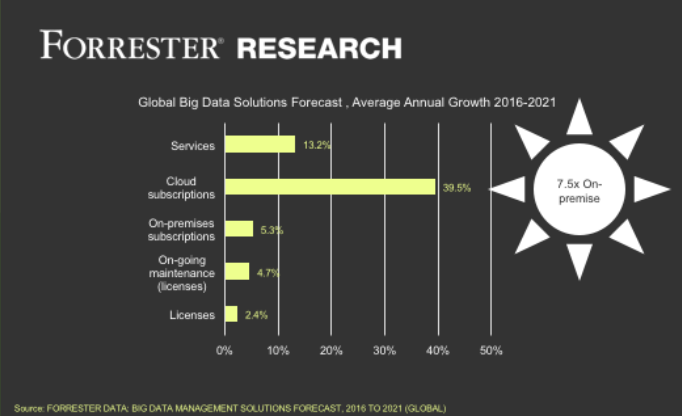 FORRESTER® RESEARCH
Global Big Data Solutions Forecast , Average Annual Growth 2016-2021
Services
13.2%
Cloud
subscriptions
39.5%
7.5x On-
premise
On-premises
subscriptions
5.3%
On-going
maintenance
(licenses)
4.7%
Licenses
2.4%
0% 10% 20% 30% 40% 50%
Source: FORRESTER DATA: BIG DATA MANAGEMENT SOLUTIONS FORECAST, 2016 TO 2021 (GLOBAL)